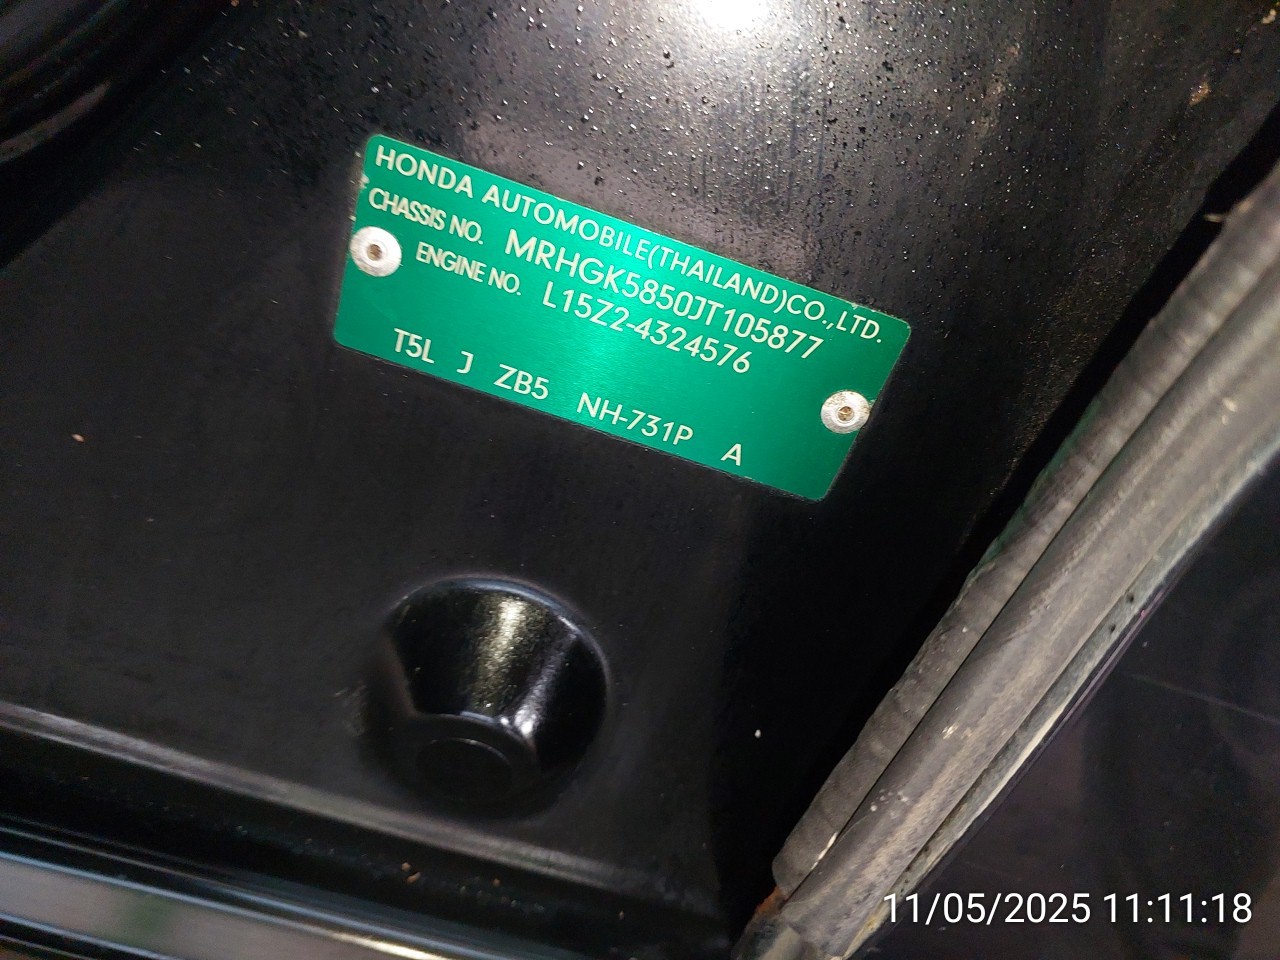 HONDA AUTOMOBILE(THAILAND)CO.,LTD.
CHASSIS NO. MRHGK5850JT105877
ENGINE NO. L15Z2-4324576
T5L J ZB5 NH-731P A
11/05/2025 11:11:18